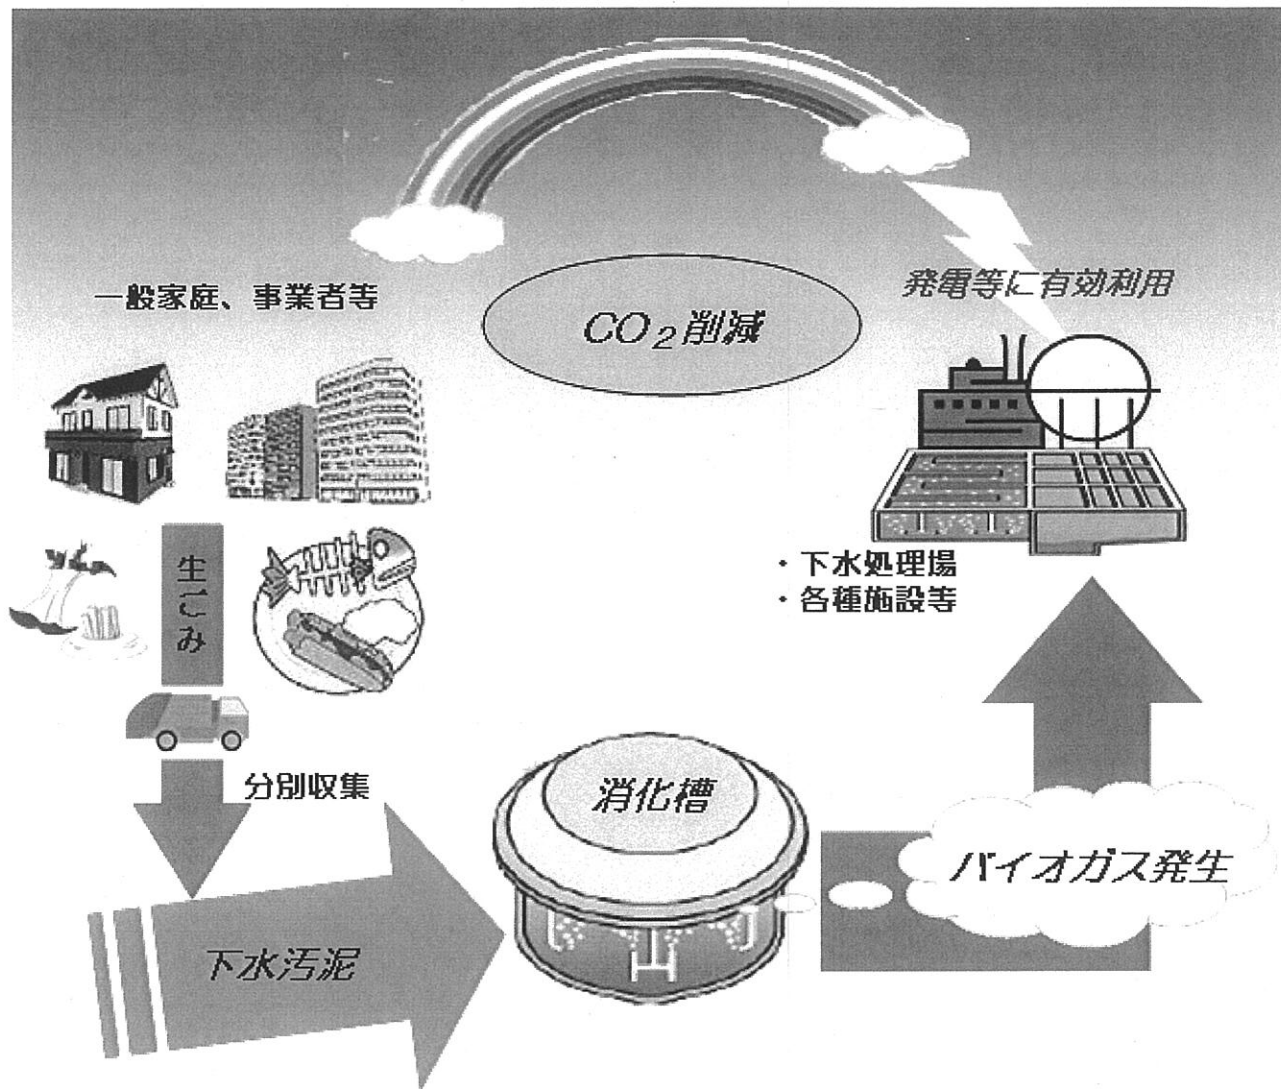 一般家庭、事業者等
CO₂削減
発電等に有効利用
生ごみ
・下水処理場
・各種施設等
分別収集
消化槽
バイオガス発生
下水汚泥